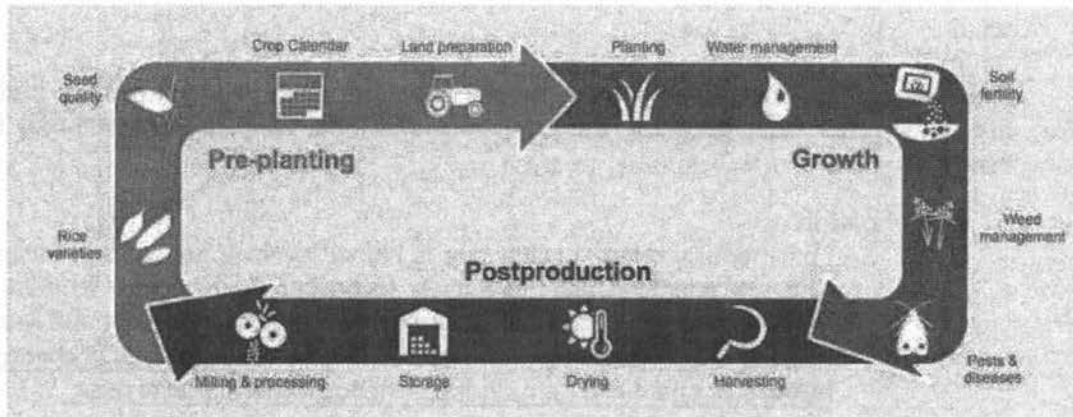 Crop Calendar
Land preparation
Planting
Water management
Seed
quality
Soil
fertility
Pre-planting
Growth
Rice
varieties
Weed
management
Postproduction
Milling & processing
Storage
Drying
Harvesting
Pests &
diseases